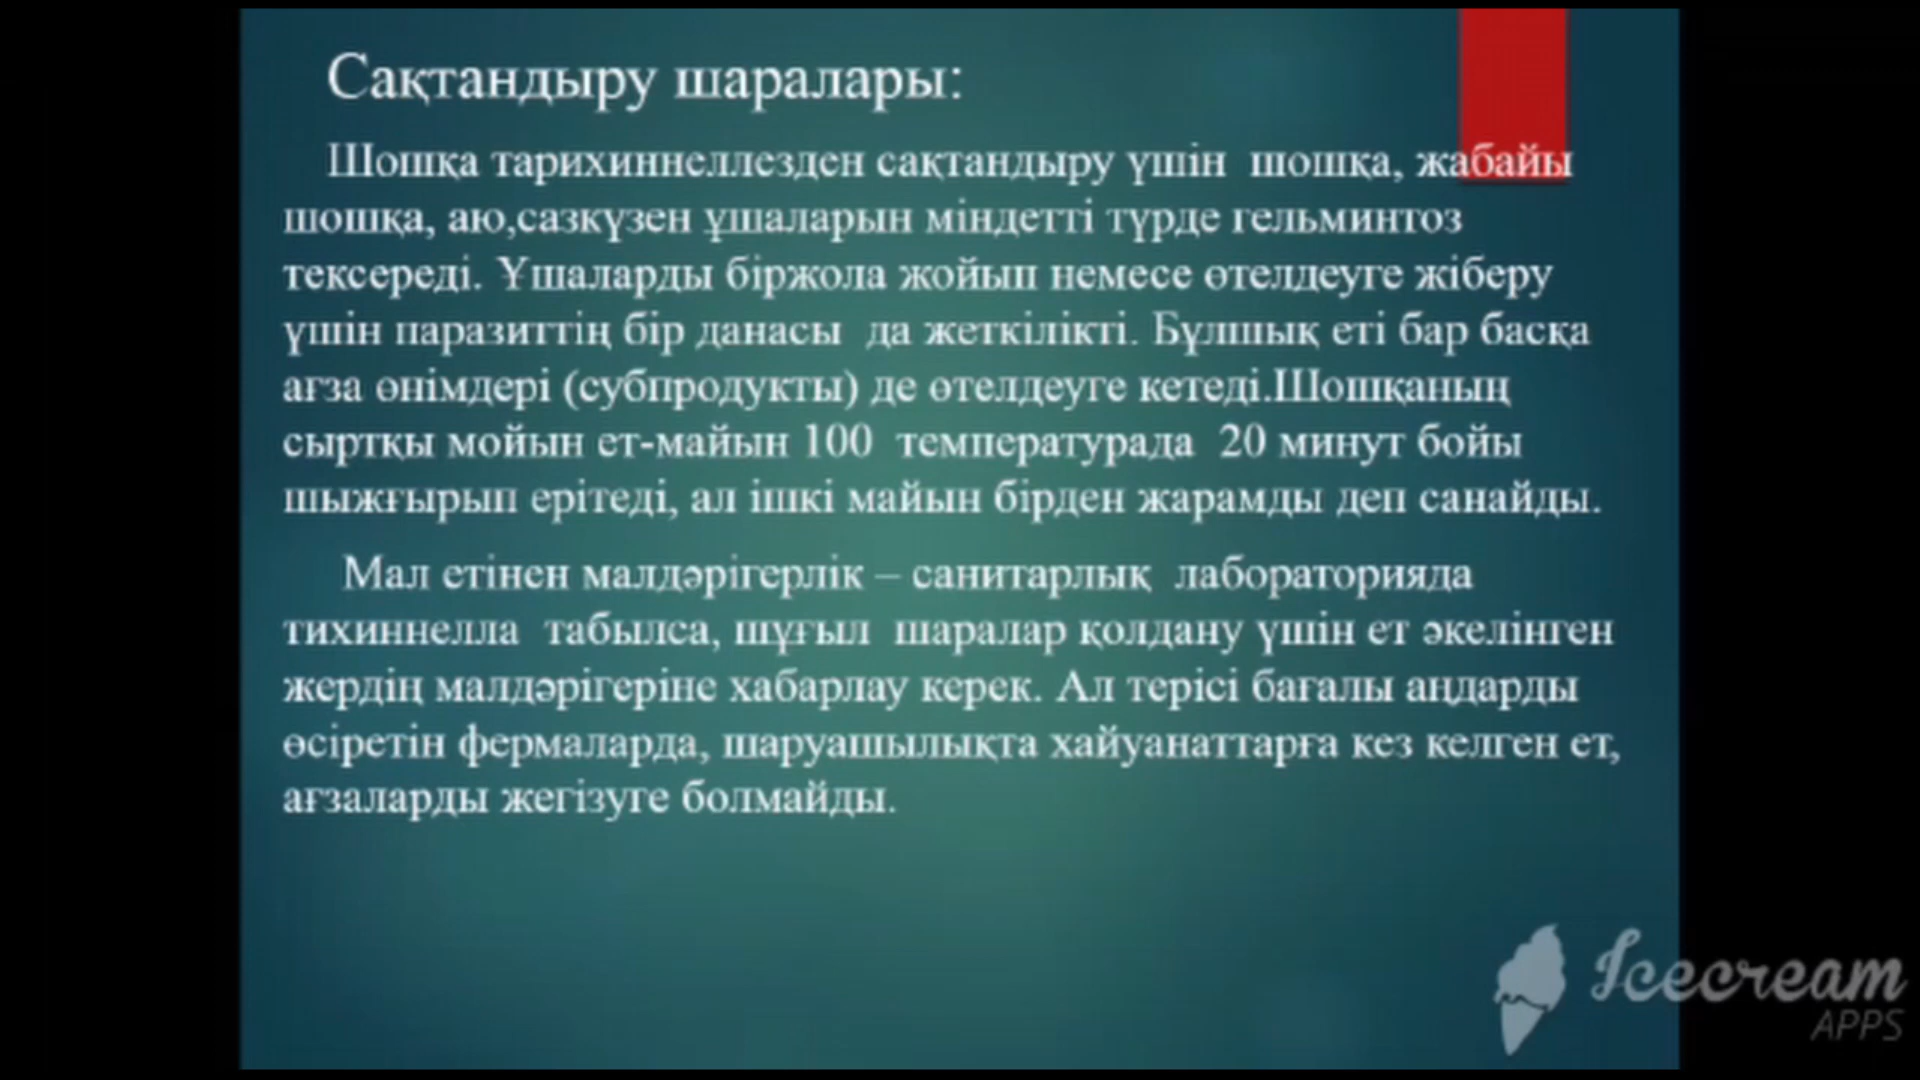 Сақтандыру шаралары:
Шошқа тарихиннеллезден сақтандыру үшін шошқа, жабайы
шошқа, аю,сазкүзен ұшаларын міндетті түрде гельминтоз
тексереді. Ұшаларды біржола жойып немесе өтелдеуге жіберу
үшін паразиттің бір данасы да жеткілікті. Бұлшық еті бар басқа
ағза өнімдері (субпродукты) де өтелдеуге кетеді.Шошқаның
сыртқы мойын ет-майын 100 температурада 20 минут бойы
шыжғырып ерітеді, ал ішкі майын бірден жарамды деп санайды.
Мал етінен малдәрігерлік – санитарлық лабораторияда
тихиннелла табылса, шұғыл шаралар қолдану үшін ет әкелінген
жердің малдәрігеріне хабарлау керек. Ал терісі бағалы аңдарды
өсіретін фермаларда, шаруашылықта хайуанаттарға кез келген ет,
ағзаларды жегізуге болмайды.
Icecream
APPS